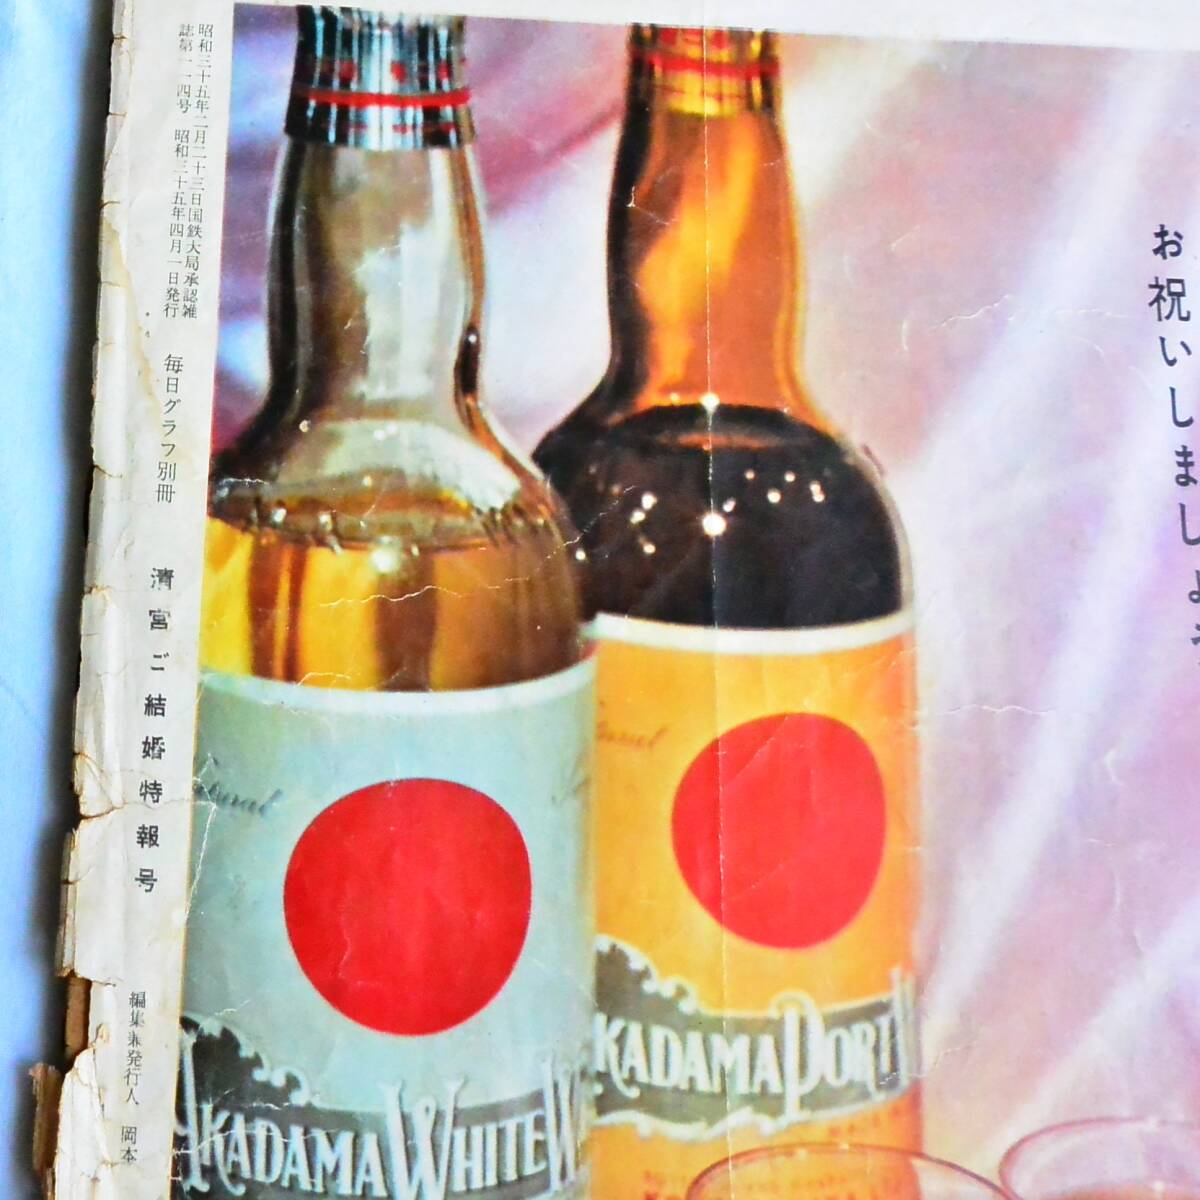 昭和三十五年二月二十三日国鉄大局承認雑
誌第一一四号 昭和三十五年四月一日発行
毎日グラフ別冊
清宮ご結婚特報号
編集兼発行人 岡本
お祝いしましよう
AKADAMA WHITE W
AKADAMA PORT W